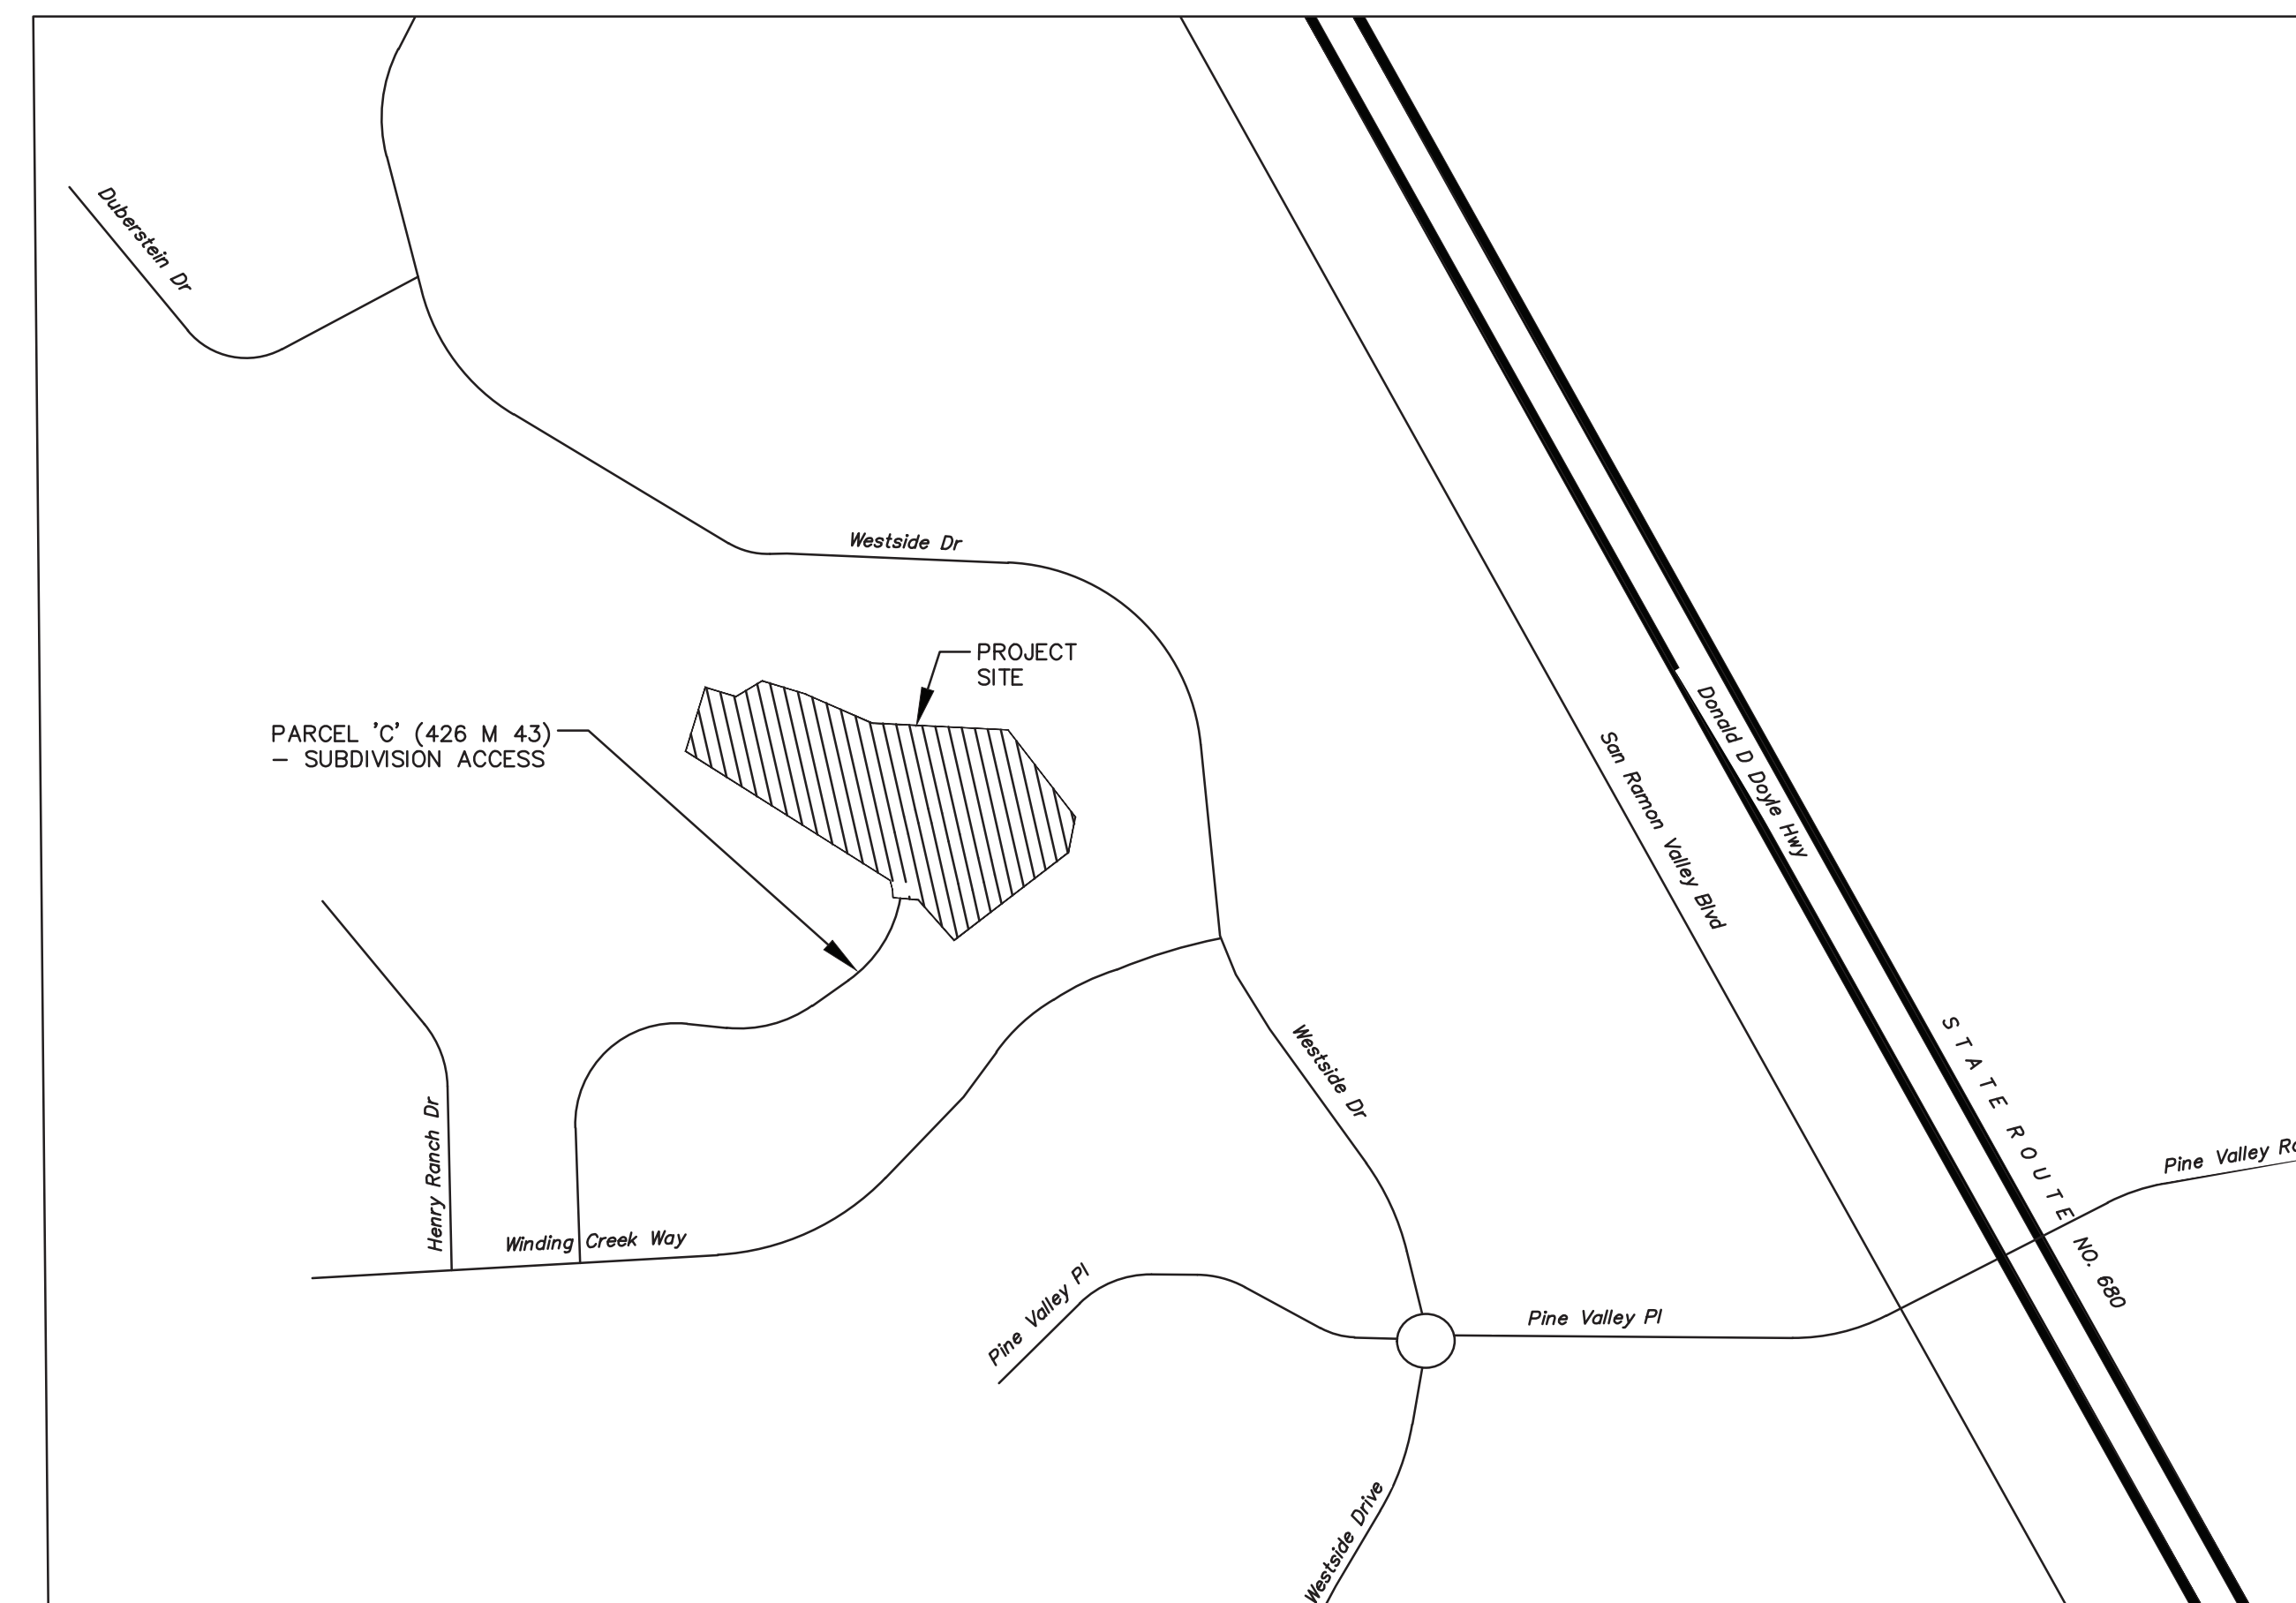 Duberstein Dr
Westside Dr
PROJECT
SITE
PARCEL 'C' (426 M 43)
— SUBDIVISION ACCESS
Donald D Doyle Hwy
San Ramon Valley Blvd
STATE ROUTE NO. 680
Westside Dr
Henry Ranch Dr
Winding Creek Way
Pine Valley Pl
Pine Valley Pl
Pine Valley
Westside Drive